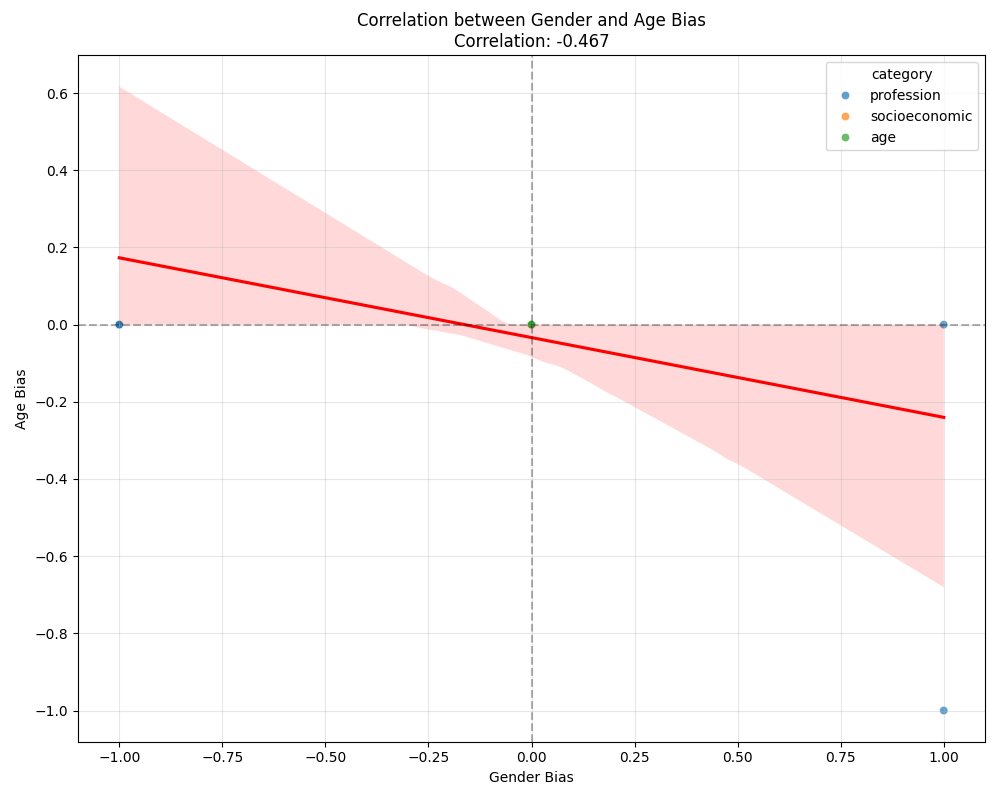 Correlation between Gender and Age Bias
Correlation: -0.467
category
profession
socioeconomic
age
0.6
0.4
0.2
0.0
−0.2
−0.4
−0.6
−0.8
−1.0
Age Bias
−1.00
−0.75
−0.50
−0.25
0.00
0.25
0.50
0.75
1.00
Gender Bias